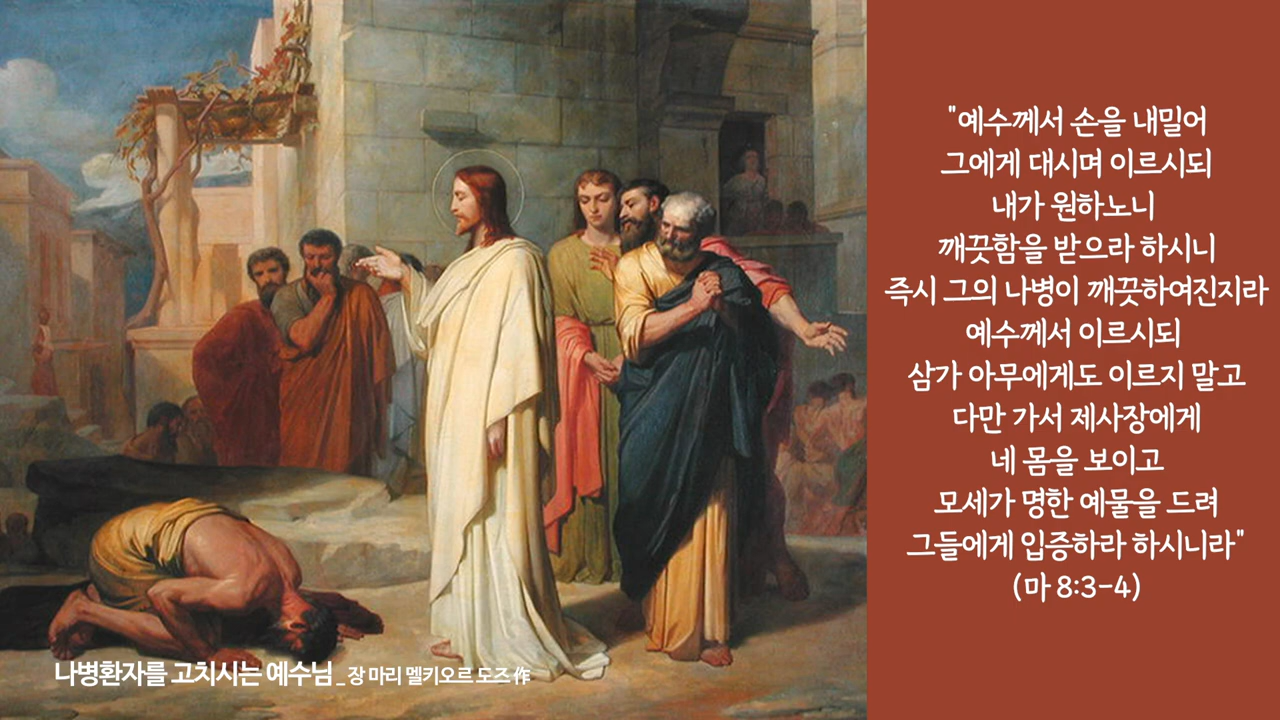 "예수께서 손을 내밀어
그에게 대시며 이르시되
내가 원하노니
깨끗함을 받으라 하시니
즉시 그의 나병이 깨끗하여진지라
예수께서 이르시되
삼가 아무에게도 이르지 말고
다만 가서 제사장에게
네 몸을 보이고
모세가 명한 예물을 드려
그들에게 입증하라 하시니라"
(마 8:3-4)
나병환자를 고치시는 예수님_ 장 마리 멜키오르 도즈 作